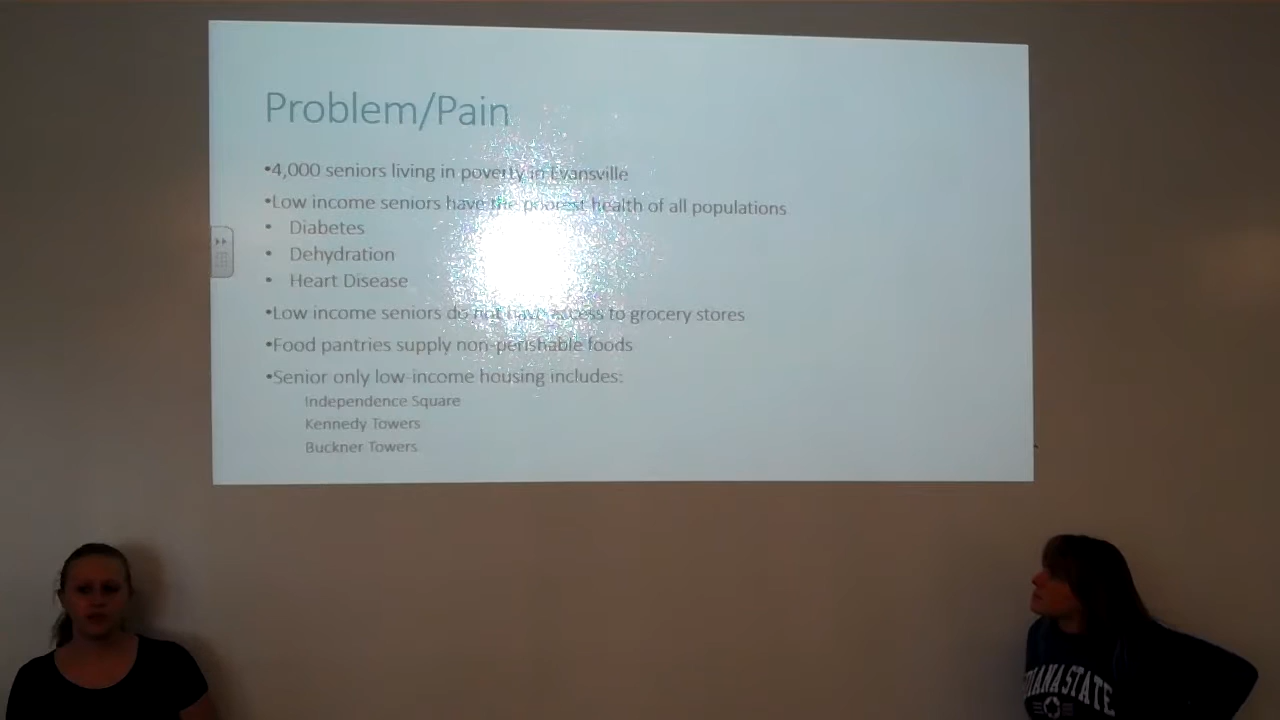 Problem/Pain
•4,000 seniors living in poverty in Evansville
•Low income seniors have the poorest health of all populations
• Diabetes
• Dehydration
• Heart Disease
•Low income seniors do not have access to grocery stores
•Food pantries supply non-perishable foods
•Senior only low-income housing includes:
Independence Square
Kennedy Towers
Buckner Towers
DIANA STATE